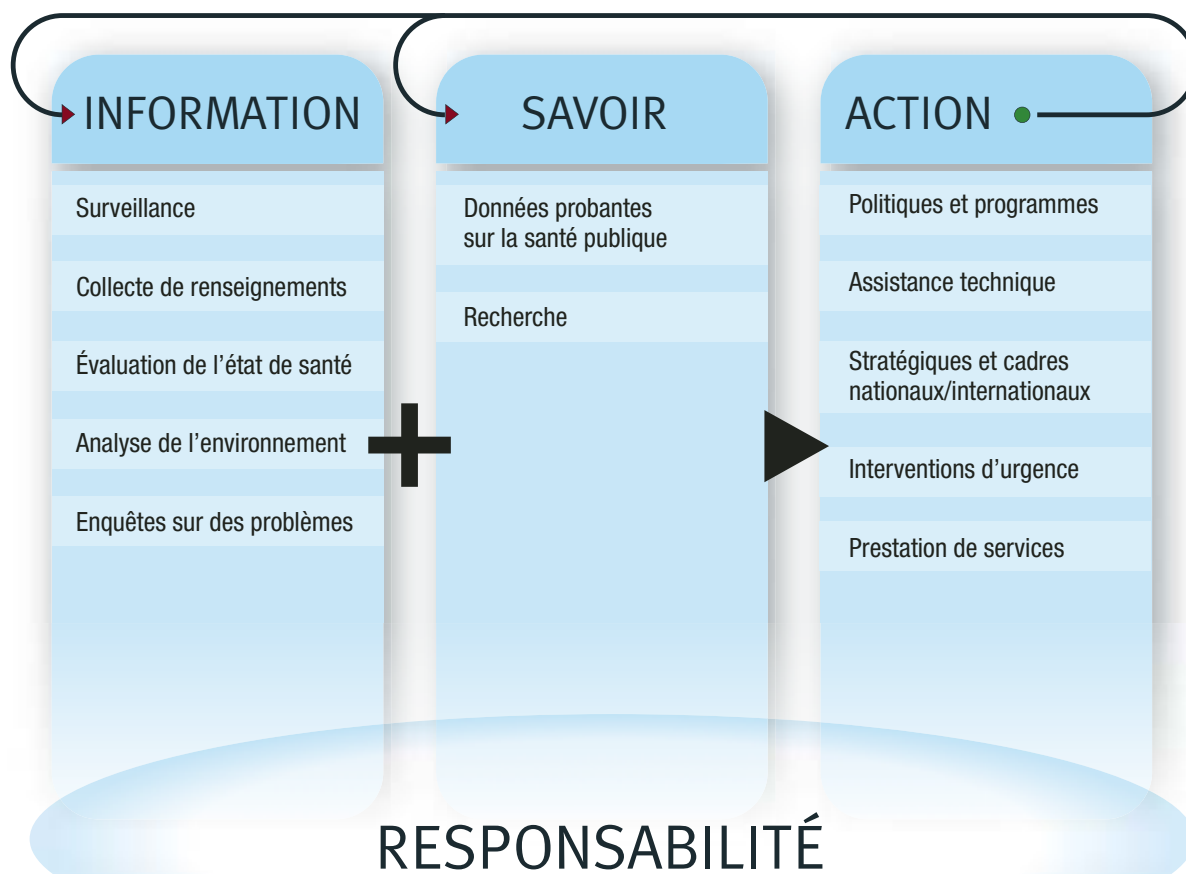 INFORMATION
Surveillance
Collecte de renseignements
Évaluation de l’état de santé
Analyse de l’environnement
Enquêtes sur des problèmes
SAVOIR
Données probantes
sur la santé publique
Recherche
ACTION
Politiques et programmes
Assistance technique
Stratégiques et cadres
nationaux/internationaux
Interventions d’urgence
Prestation de services
RESPONSABILITÉ